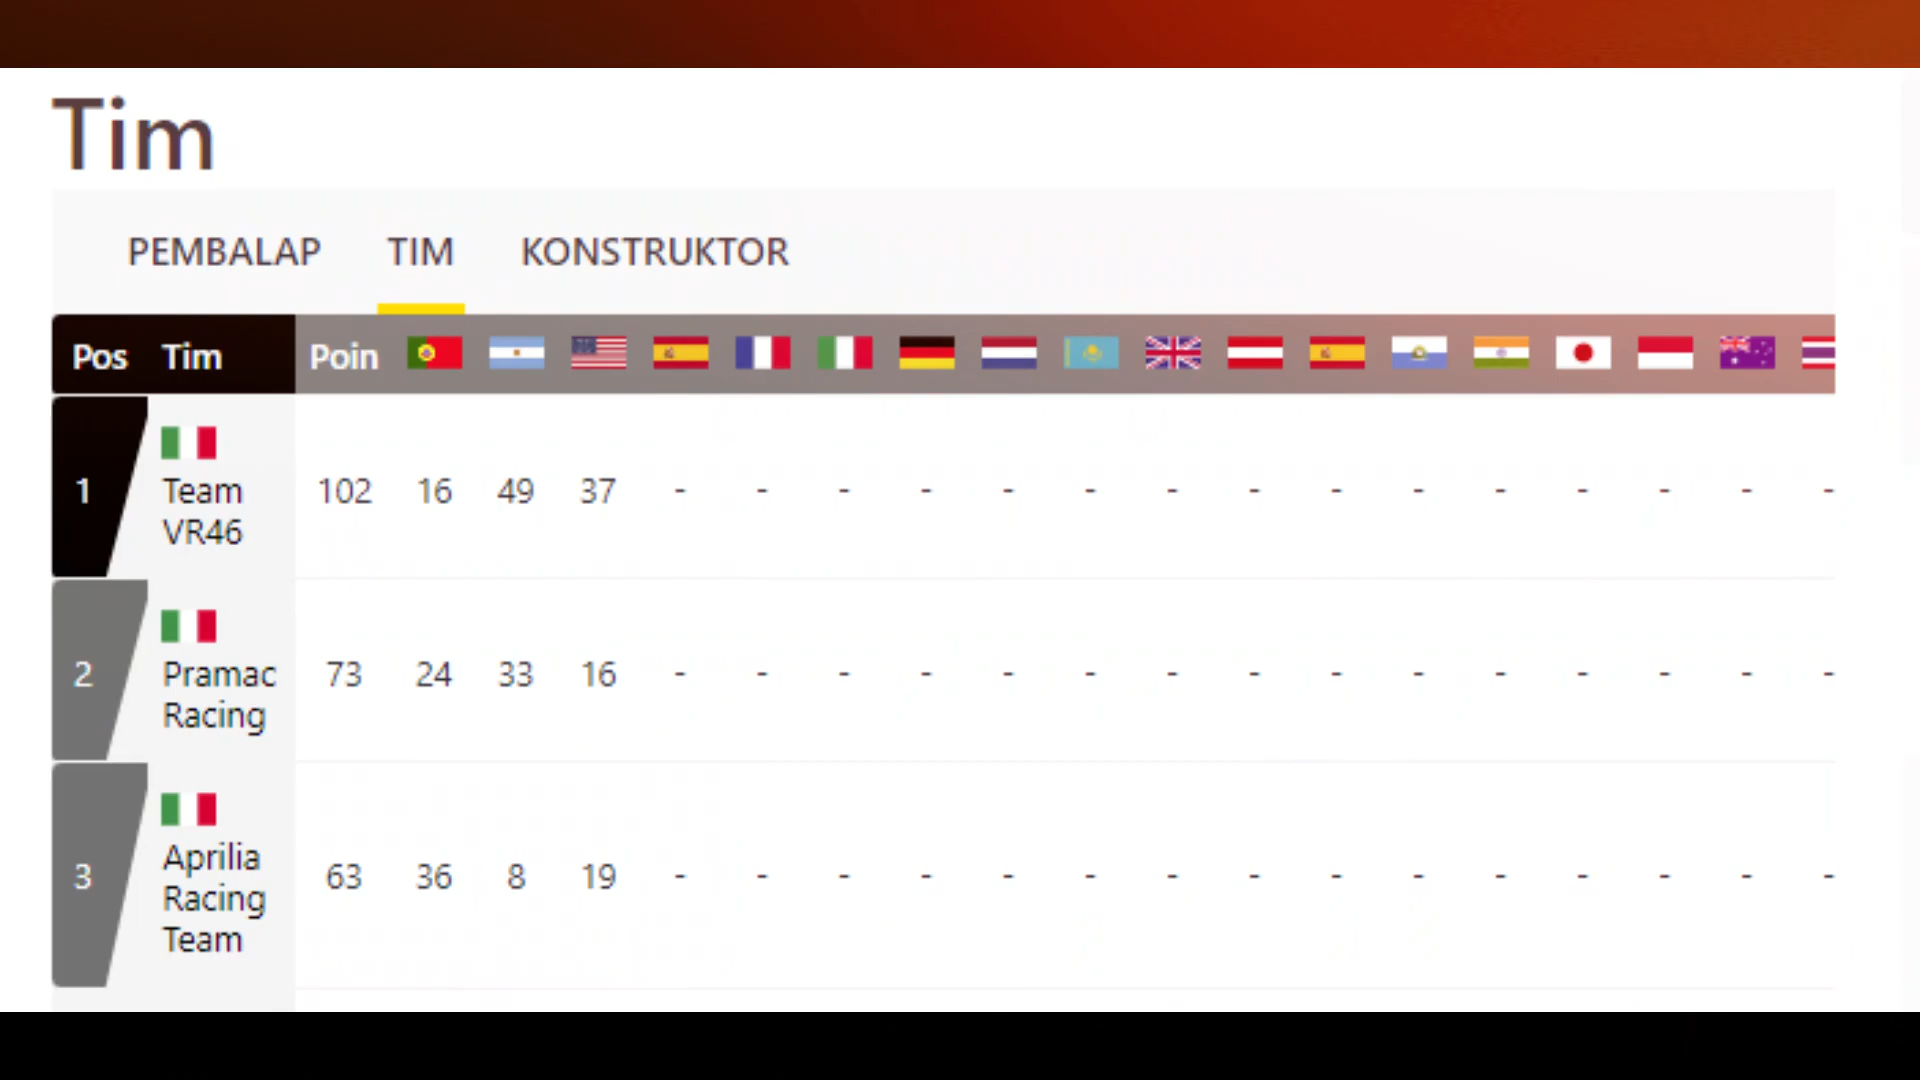 Tim
PEMBALAP TIM KONSTRUKTOR
Pos Tim Poin
1 Team VR46 102 16 49 37 - - - - - - - - - - - - - - -
2 Pramac Racing 73 24 33 16 - - - - - - - - - - - - - - -
3 Aprilia Racing Team 63 36 8 19 - - - - - - - - - - - - - - -